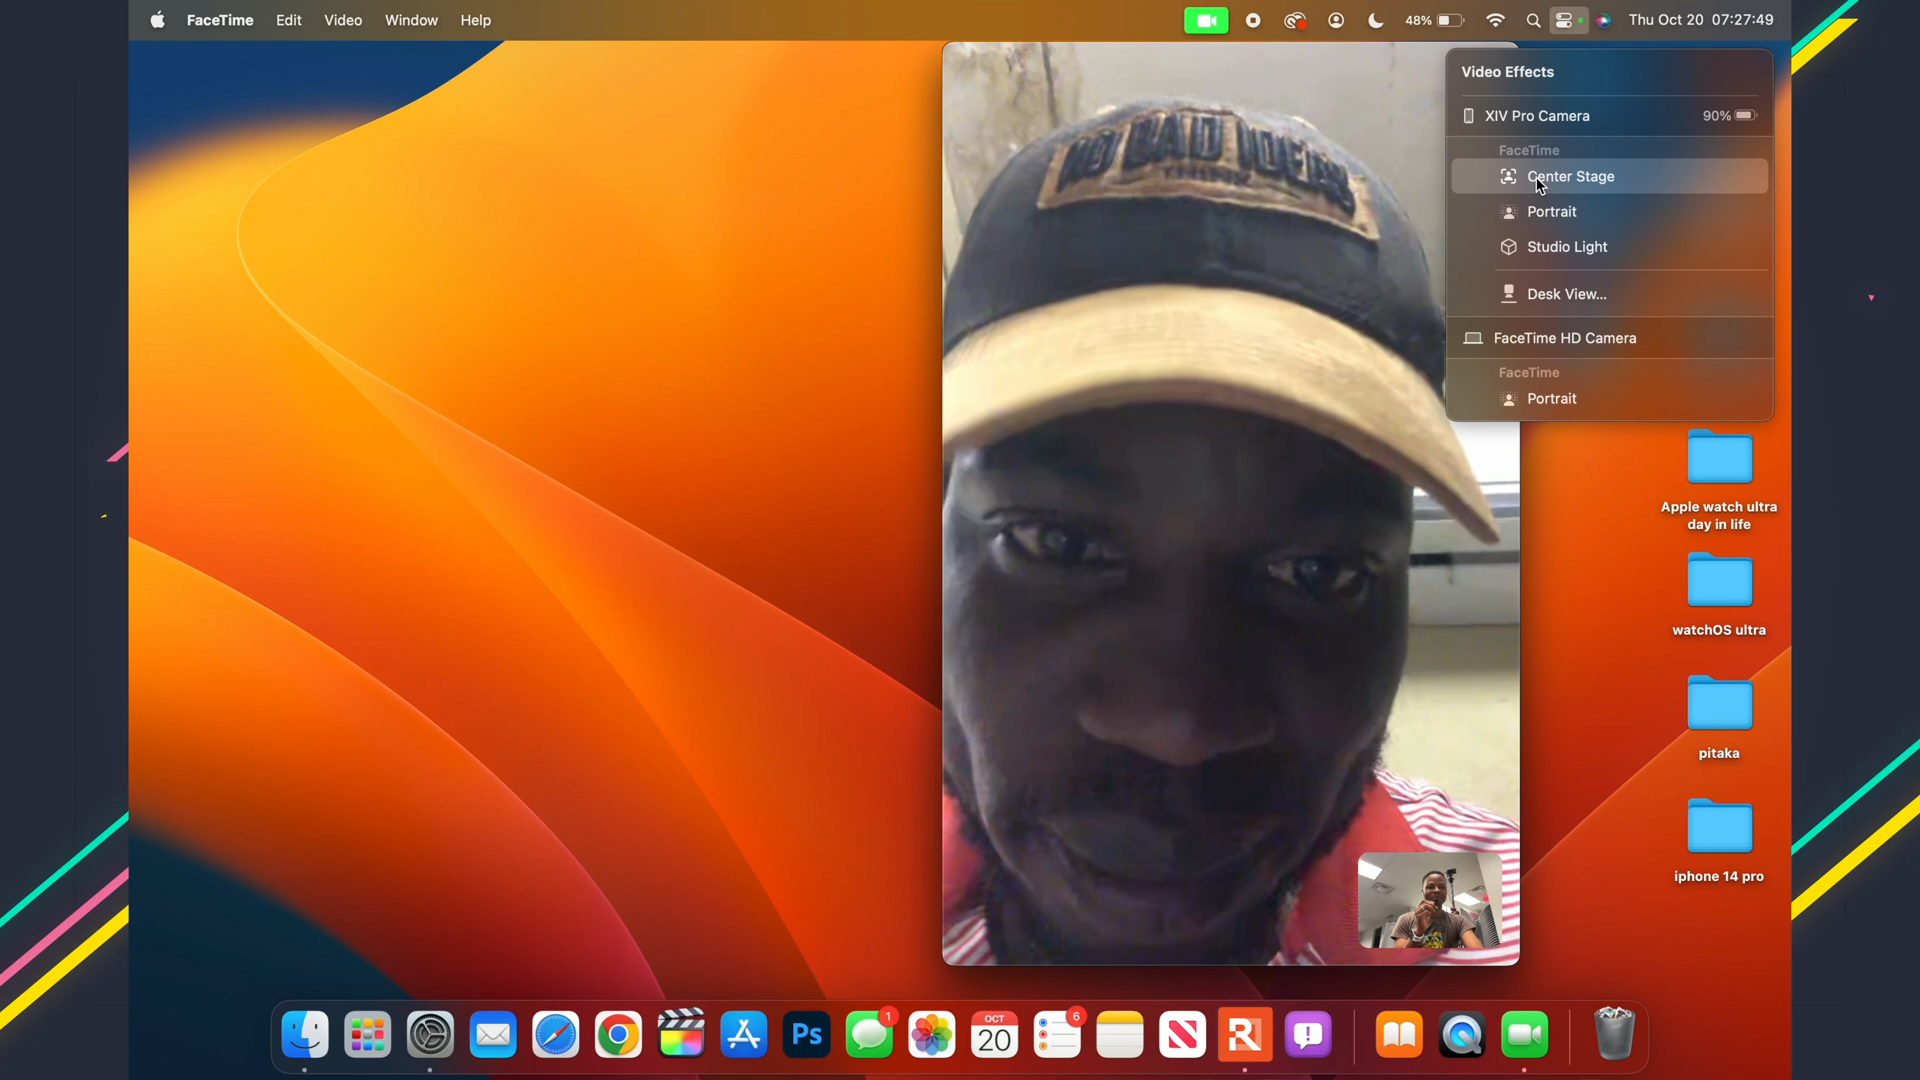 FaceTime Edit Video Window Help 48% Thu Oct 20 07:27:49
Video Effects
XIV Pro Camera 90%
FaceTime
Center Stage
Portrait
Studio Light
Desk View...
FaceTime HD Camera
FaceTime
Portrait
NO BAD IDEAS
Apple watch ultra
day in life
watchOS ultra
pitaka
iphone 14 pro
Ps
1
OCT
20
6